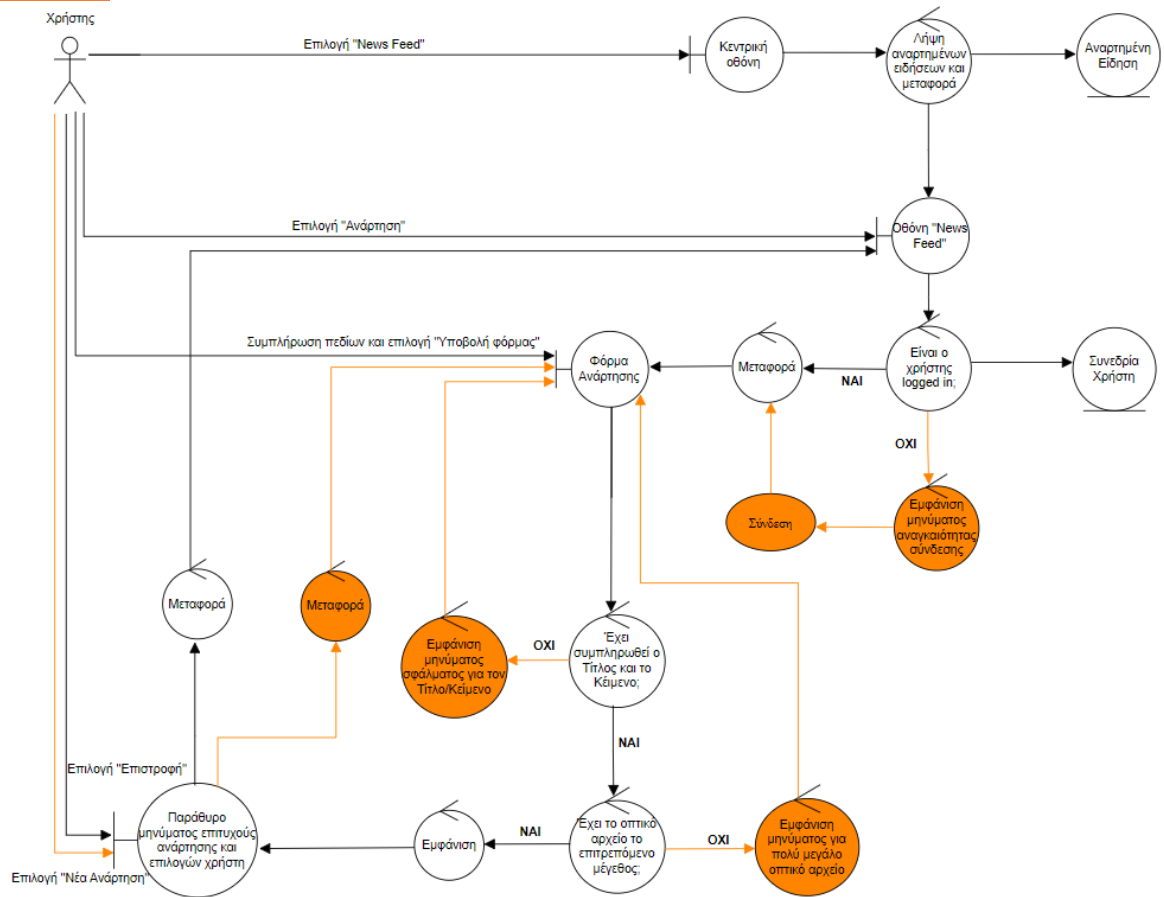 Χρήστης
Επιλογή "News Feed"
Κεντρική
οθόνη
Λήψη
αναρτημένων
ειδήσεων και
μεταφορά
Αναρτημένη
Είδηση
Επιλογή "Ανάρτηση"
Οθόνη "News
Feed"
Συμπλήρωση πεδίων και επιλογή "Υποβολή φόρμας"
Φόρμα
Ανάρτησης
Μεταφορά
ΝΑΙ
Είναι ο
χρήστης
logged in;
Συνεδρία
Χρήστη
ΟΧΙ
Σύνδεση
Εμφάνιση
μηνύματος
αναγκαιότητας
σύνδεσης
Μεταφορά
Μεταφορά
Εμφάνιση
μηνύματος
σφάλματος για τον
Τίτλο/Κείμενο
ΟΧΙ
Έχει
συμπληρωθεί ο
Τίτλος και το
Κέιμενο;
ΝΑΙ
Επιλογή "Επιστροφή"
Παράθυρο
μηνύματος επιτυχούς
ανάρτησης και
επιλογών χρήστη
Εμφάνιση
ΝΑΙ
Έχει το οπτικό
αρχείο το
επιτρεπόμενο
μέγεθος;
ΟΧΙ
Εμφάνιση
μηνύματος για
πολύ μεγάλο
οπτικό αρχείο
Επιλογή "Νέα Ανάρτηση"